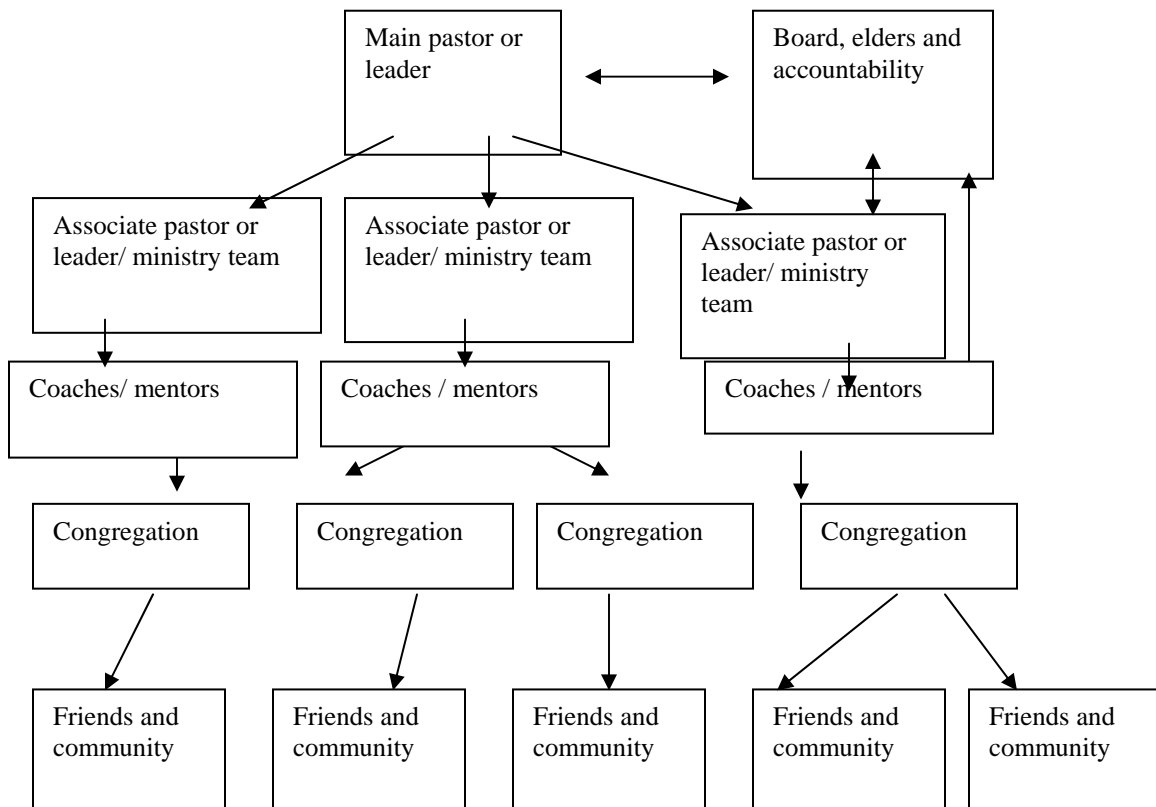 Main pastor or
leader
Board, elders and
accountability
Associate pastor or
leader/ ministry team
Associate pastor or
leader/ ministry team
Associate pastor or
leader/ ministry
team
Coaches/ mentors
Coaches / mentors
Coaches / mentors
Congregation
Congregation
Congregation
Congregation
Friends and
community
Friends and
community
Friends and
community
Friends and
community
Friends and
community